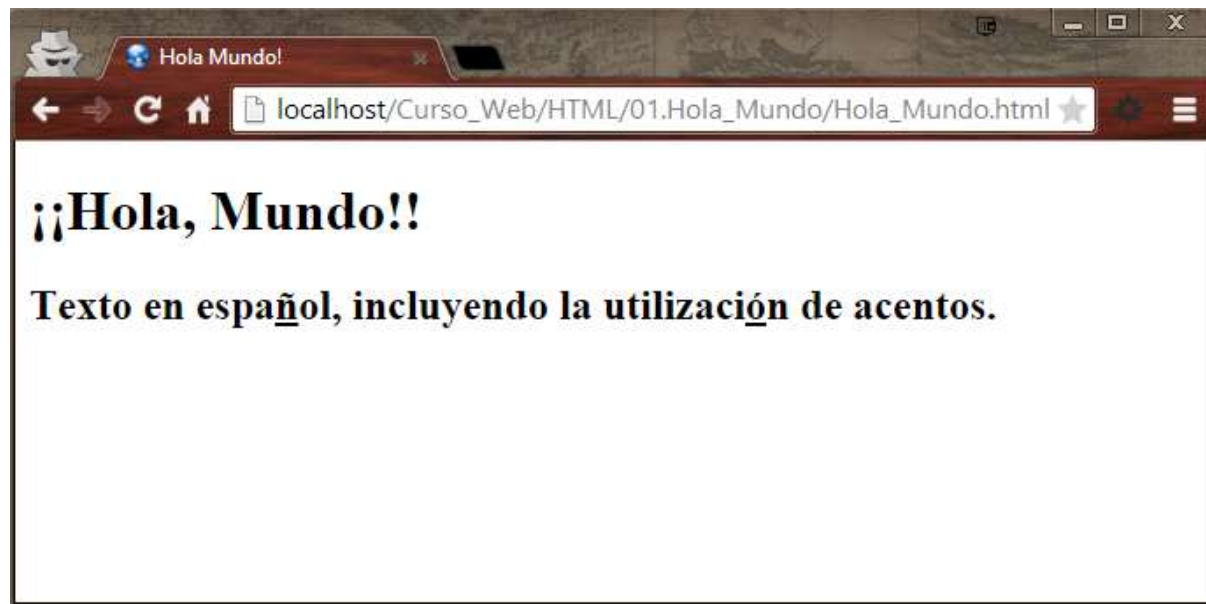 Hola Mundo!
localhost/Curso_Web/HTML/01.Hola_Mundo/Hola_Mundo.html
¡¡Hola, Mundo!!
Texto en español, incluyendo la utilización de acentos.